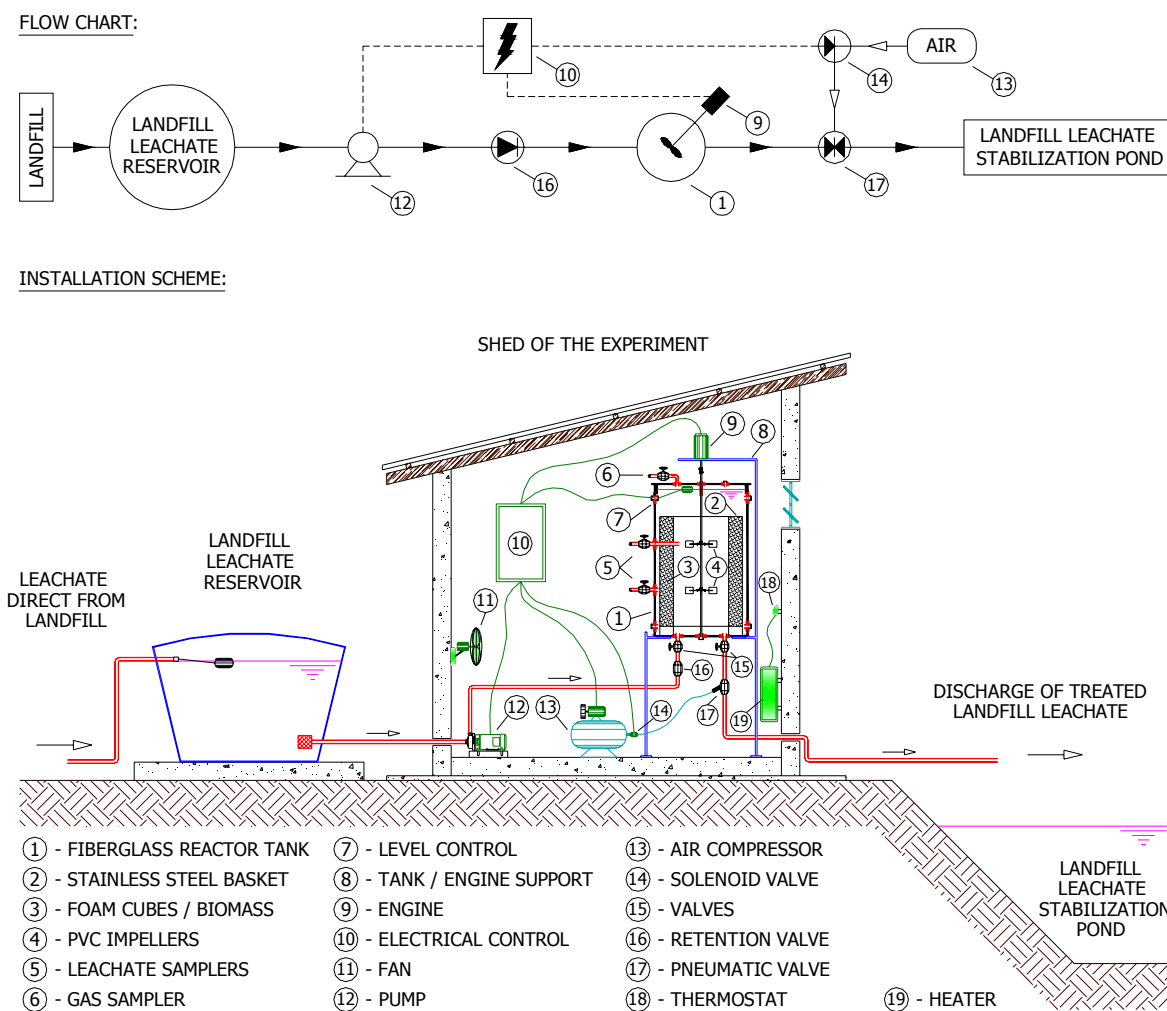 FLOW CHART:
AIR
10
14
13
9
LANDFILL
LANDFILL
LEACHATE
RESERVOIR
LANDFILL LEACHATE
STABILIZATION POND
12
16
1
17
INSTALLATION SCHEME:
SHED OF THE EXPERIMENT
9
8
6
7
2
10
LANDFILL
LEACHATE
RESERVOIR
5
3
4
LEACHATE
DIRECT FROM
LANDFILL
11
1
18
16
15
12
13
14
17
19
DISCHARGE OF TREATED
LANDFILL LEACHATE
1 - FIBERGLASS REACTOR TANK
2 - STAINLESS STEEL BASKET
3 - FOAM CUBES / BIOMASS
4 - PVC IMPELLERS
5 - LEACHATE SAMPLERS
6 - GAS SAMPLER
7 - LEVEL CONTROL
8 - TANK / ENGINE SUPPORT
9 - ENGINE
10 - ELECTRICAL CONTROL
11 - FAN
12 - PUMP
13 - AIR COMPRESSOR
14 - SOLENOID VALVE
15 - VALVES
16 - RETENTION VALVE
17 - PNEUMATIC VALVE
18 - THERMOSTAT
19 - HEATER
LANDFILL
LEACHATE
STABILIZATION
POND